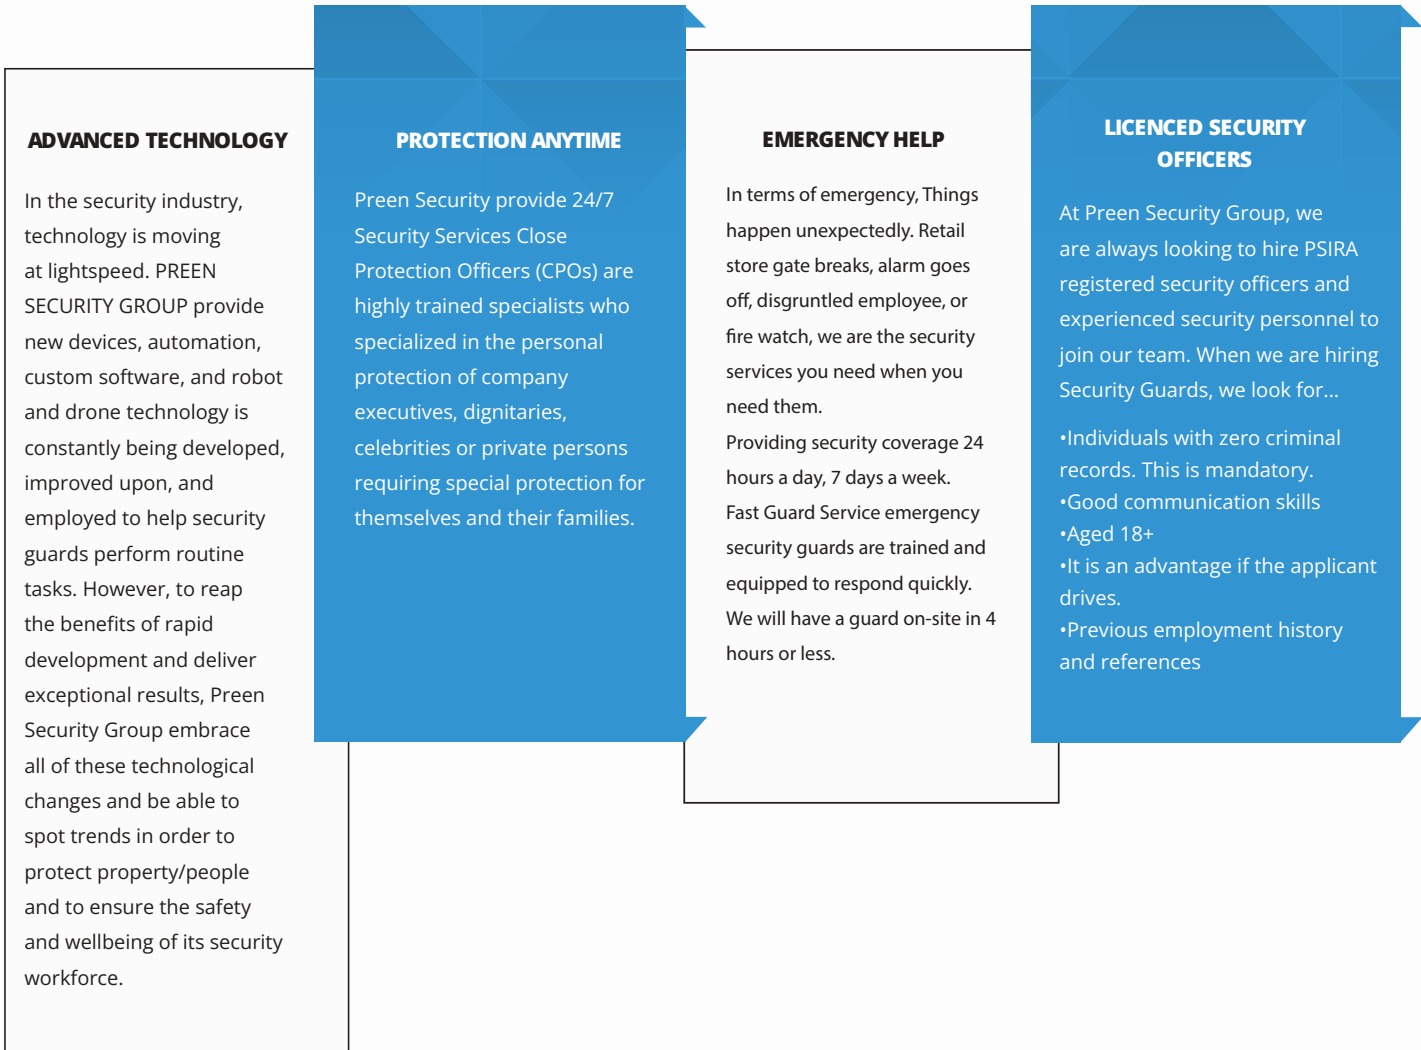 ADVANCED TECHNOLOGY
In the security industry,
technology is moving
at lightspeed. PREEN
SECURITY GROUP provide
new devices, automation,
custom software, and robot
and drone technology is
constantly being developed,
improved upon, and
employed to help security
guards perform routine
tasks. However, to reap
the benefits of rapid
development and deliver
exceptional results, Preen
Security Group embrace
all of these technological
changes and be able to
spot trends in order to
protect property/people
and to ensure the safety
and wellbeing of its security
workforce.
PROTECTION ANYTIME
Preen Security provide 24/7
Security Services Close
Protection Officers (CPOs) are
highly trained specialists who
specialized in the personal
protection of company
executives, dignitaries,
celebrities or private persons
requiring special protection for
themselves and their families.
EMERGENCY HELP
In terms of emergency, Things
happen unexpectedly. Retail
store gate breaks, alarm goes
off, disgruntled employee, or
fire watch, we are the security
services you need when you
need them.
Providing security coverage 24
hours a day, 7 days a week.
Fast Guard Service emergency
security guards are trained and
equipped to respond quickly.
We will have a guard on-site in 4
hours or less.
LICENCED SECURITY
OFFICERS
At Preen Security Group, we
are always looking to hire PSIRA
registered security officers and
experienced security personnel to
join our team. When we are hiring
Security Guards, we look for...
•Individuals with zero criminal
records. This is mandatory.
•Good communication skills
•Aged 18+
•It is an advantage if the applicant
drives.
•Previous employment history
and references